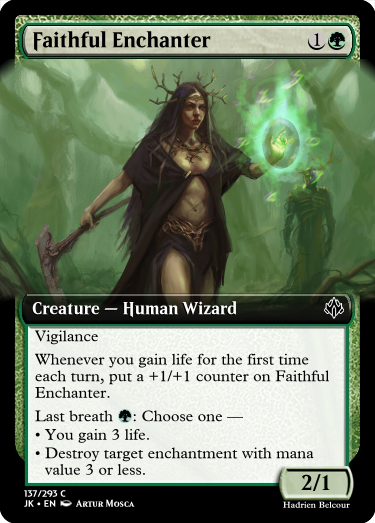 Faithful Enchanter 1
Creature — Human Wizard
Vigilance
Whenever you gain life for the first time
each turn, put a +1/+1 counter on Faithful
Enchanter.
Last breath : Choose one —
• You gain 3 life.
• Destroy target enchantment with mana
value 3 or less.
2/1
137/293 C
JK • EN Artur Mosca
Hadrien Belcour